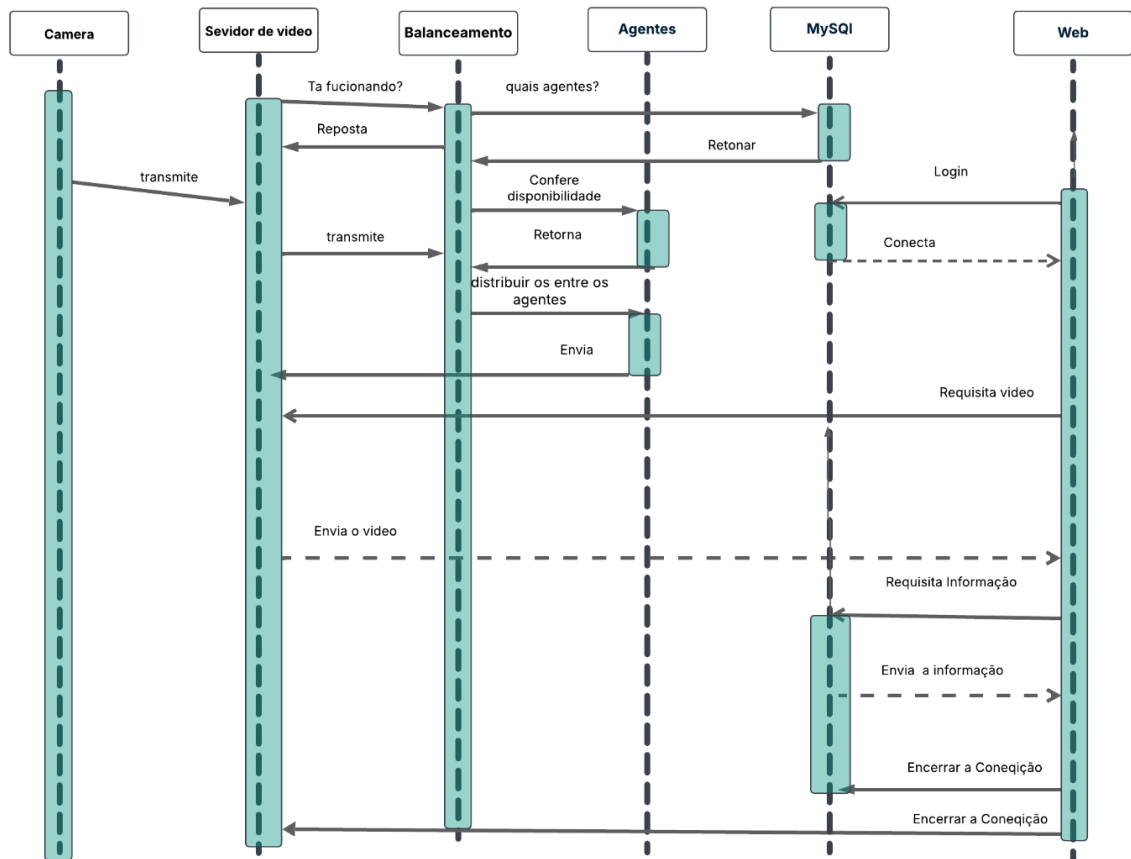 Camera
Sevidor de video
Balanceamento
Agentes
MySQl
Web
Ta fucionando?
quais agentes?
Reposta
Retonar
transmite
Login
Confere
disponibilidade
transmite
Retorna
Conecta
distribuir os entre os
agentes
Envia
Requisita video
Envia o video
Requisita Informação
Envia a informação
Encerrar a Coneqição
Encerrar a Coneqição